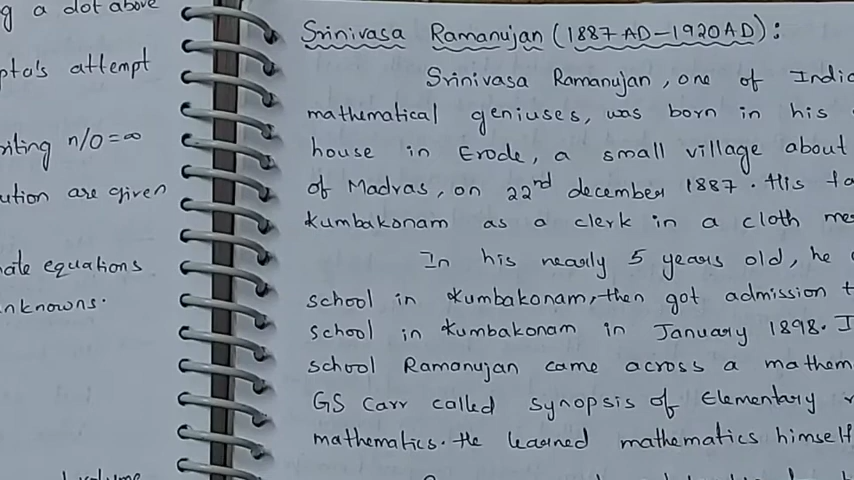 g a dot above
pta's attempt
riting n/0=∞
ution are given
ate equations
nknowns.
Srinivasa Ramanujan (1887 AD-1920AD):
Srinivasa Ramanujan, one of India
mathematical geniuses, was born in his
house in Erode, a small village about
of Madras, on 22nd december 1887. His fa
Kumbakonam as a clerk in a cloth me
In his nearly 5 years old, he
school in Kumbakonam, then got admission t
school in Kumbakonam in January 1898. I
school Ramanujan came across a mathem
GS Carr called synopsis of Elementary
mathematics. He learned mathematics himself